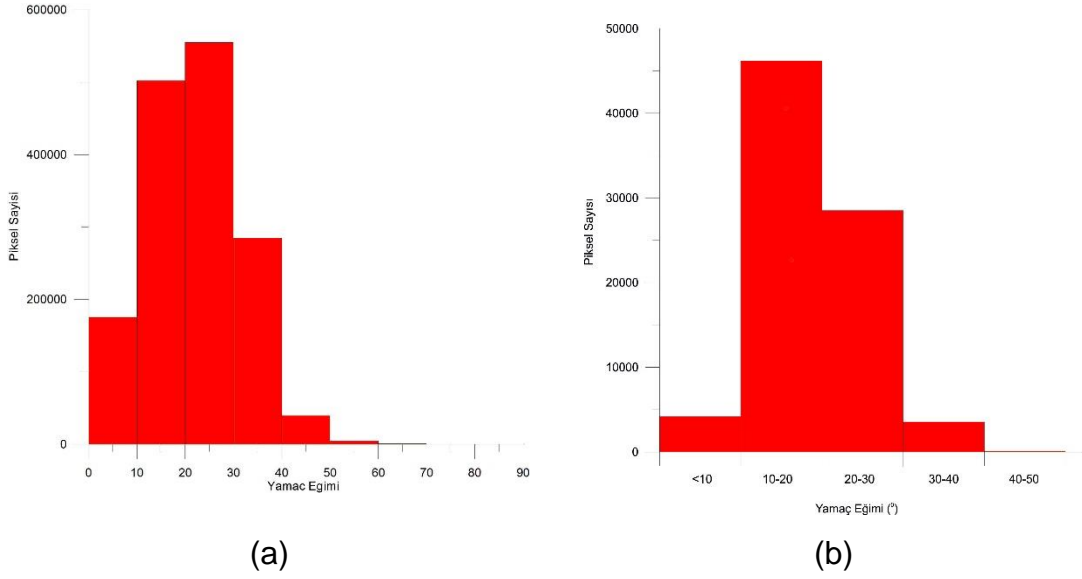 600000
400000
200000
0
Piksel Sayisi
0 10 20 30 40 50 60 70 80 90
Yamac Egimi
(a)
50000
40000
30000
20000
10000
0
Piksel Sayısı
<10 10-20 20-30 30-40 40-50
Yamaç Eğimi (°)
(b)